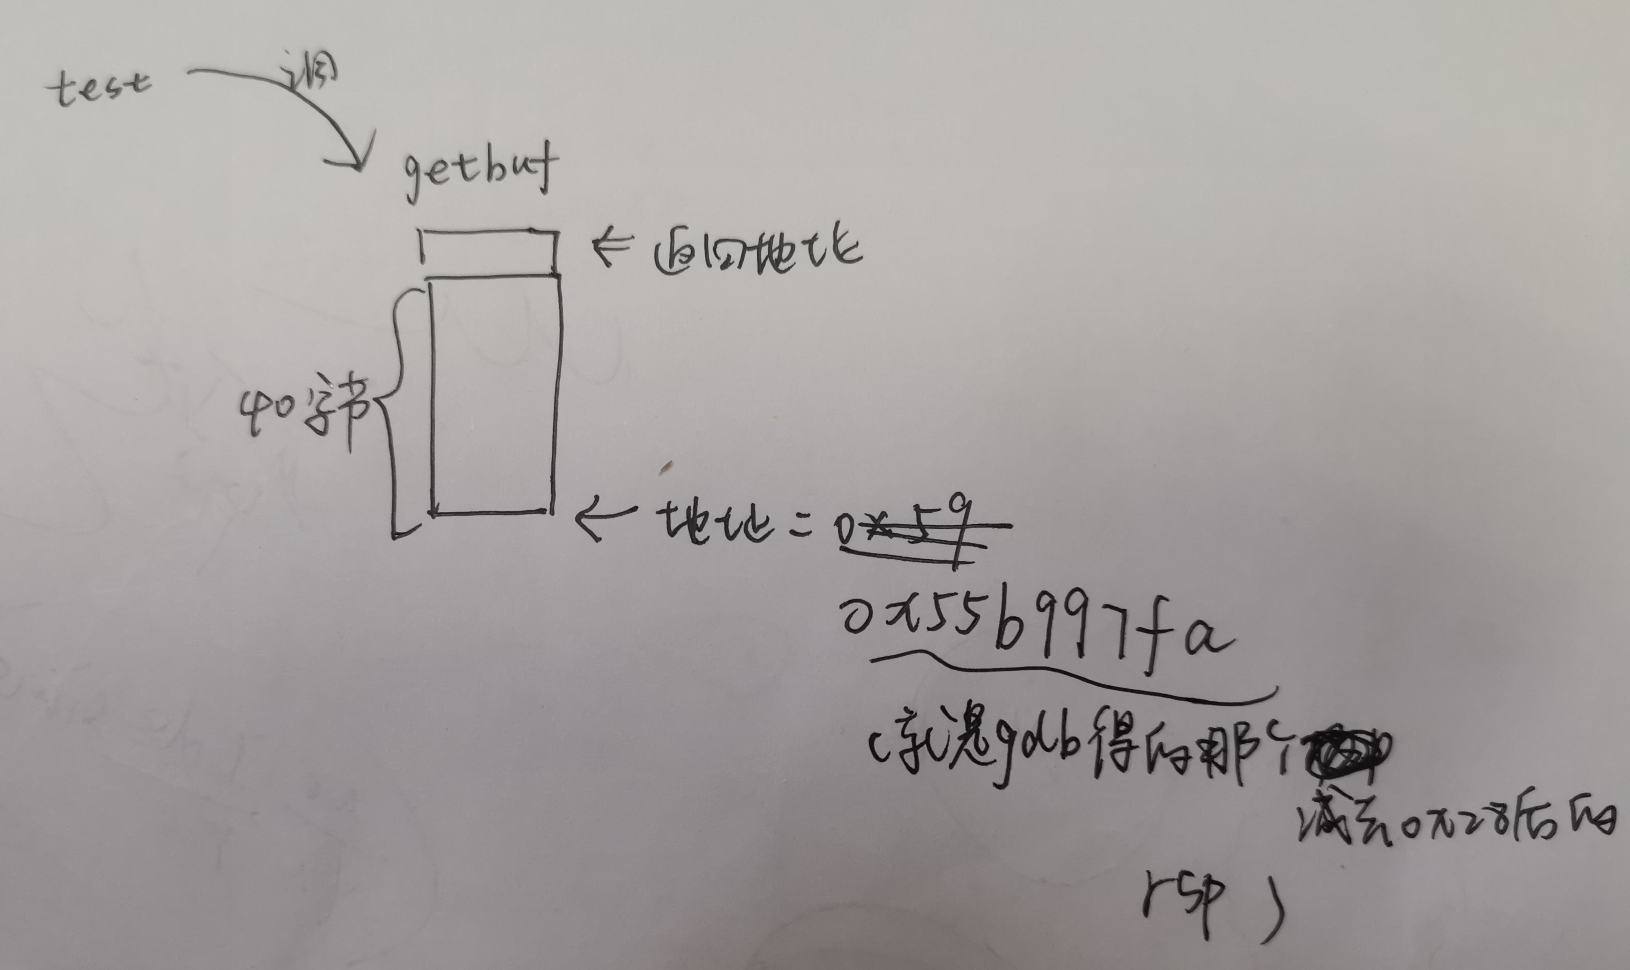 test
调
getbuf
← 返回地址
40字节
← 地址 = 0x59
0x55b997fa
(就是gdb得的那个
减去0x28后的
rsp)